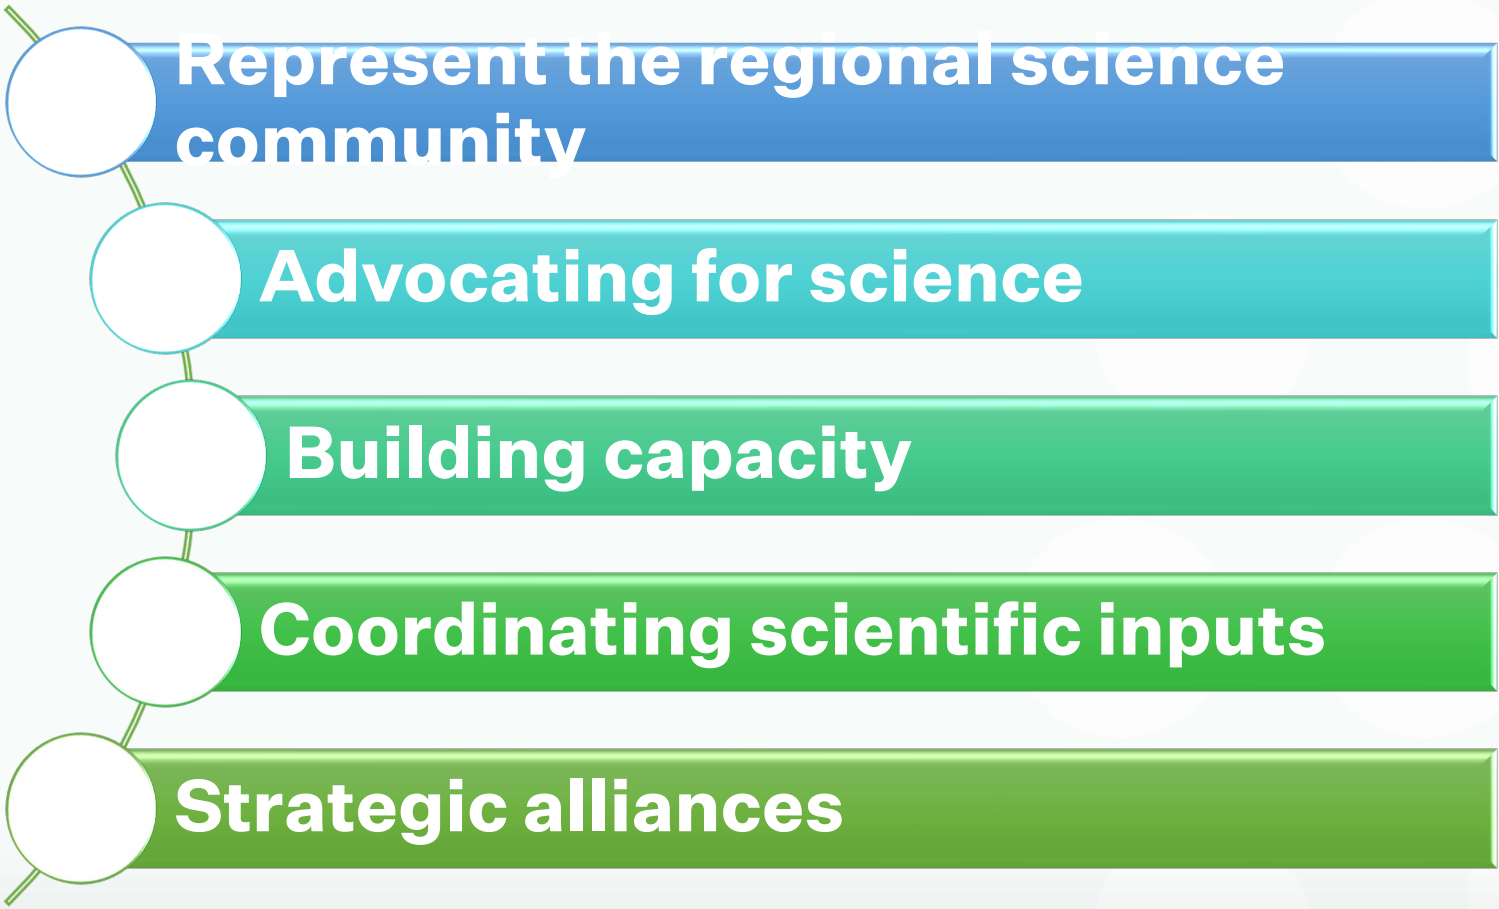 Represent the regional science
community
Advocating for science
Building capacity
Coordinating scientific inputs
Strategic alliances